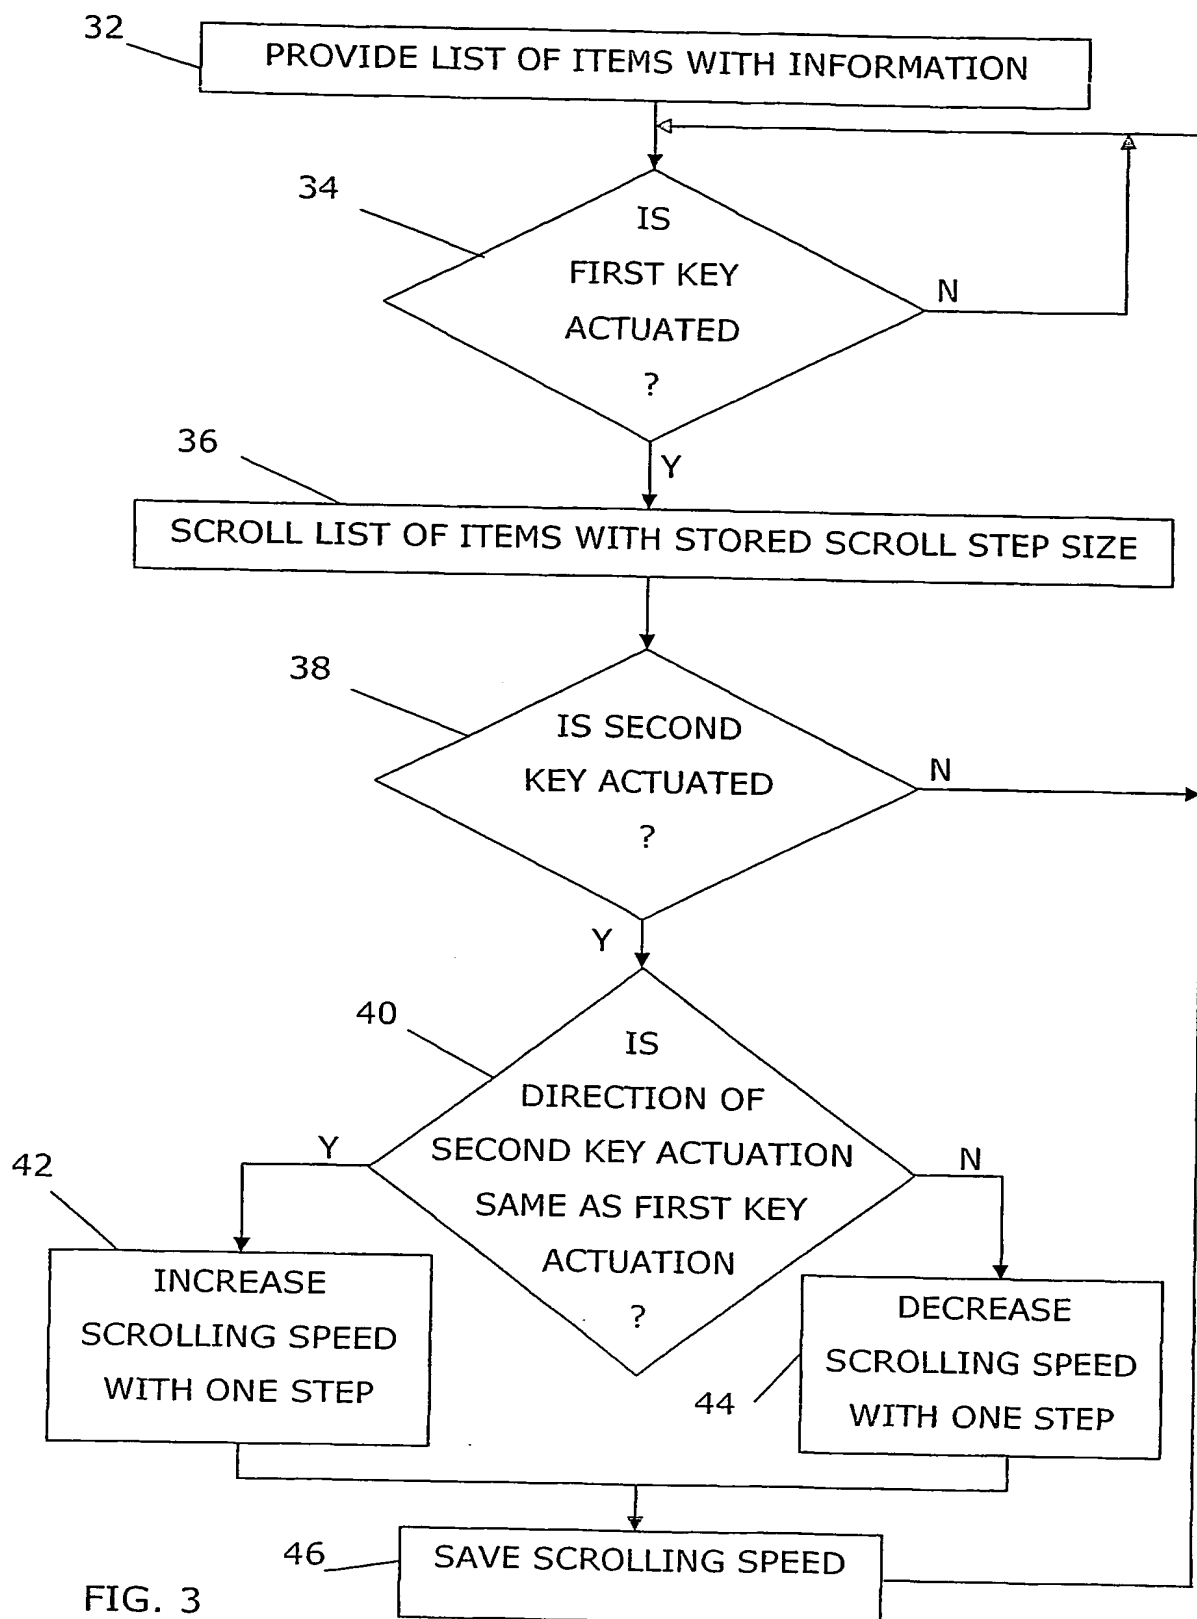 32
PROVIDE LIST OF ITEMS WITH INFORMATION
34
IS
FIRST KEY
ACTUATED
?
N
Y
36
SCROLL LIST OF ITEMS WITH STORED SCROLL STEP SIZE
38
IS SECOND
KEY ACTUATED
?
N
Y
40
IS
DIRECTION OF
SECOND KEY ACTUATION
SAME AS FIRST KEY
ACTUATION
?
Y
N
42
INCREASE
SCROLLING SPEED
WITH ONE STEP
44
DECREASE
SCROLLING SPEED
WITH ONE STEP
46
SAVE SCROLLING SPEED
FIG. 3